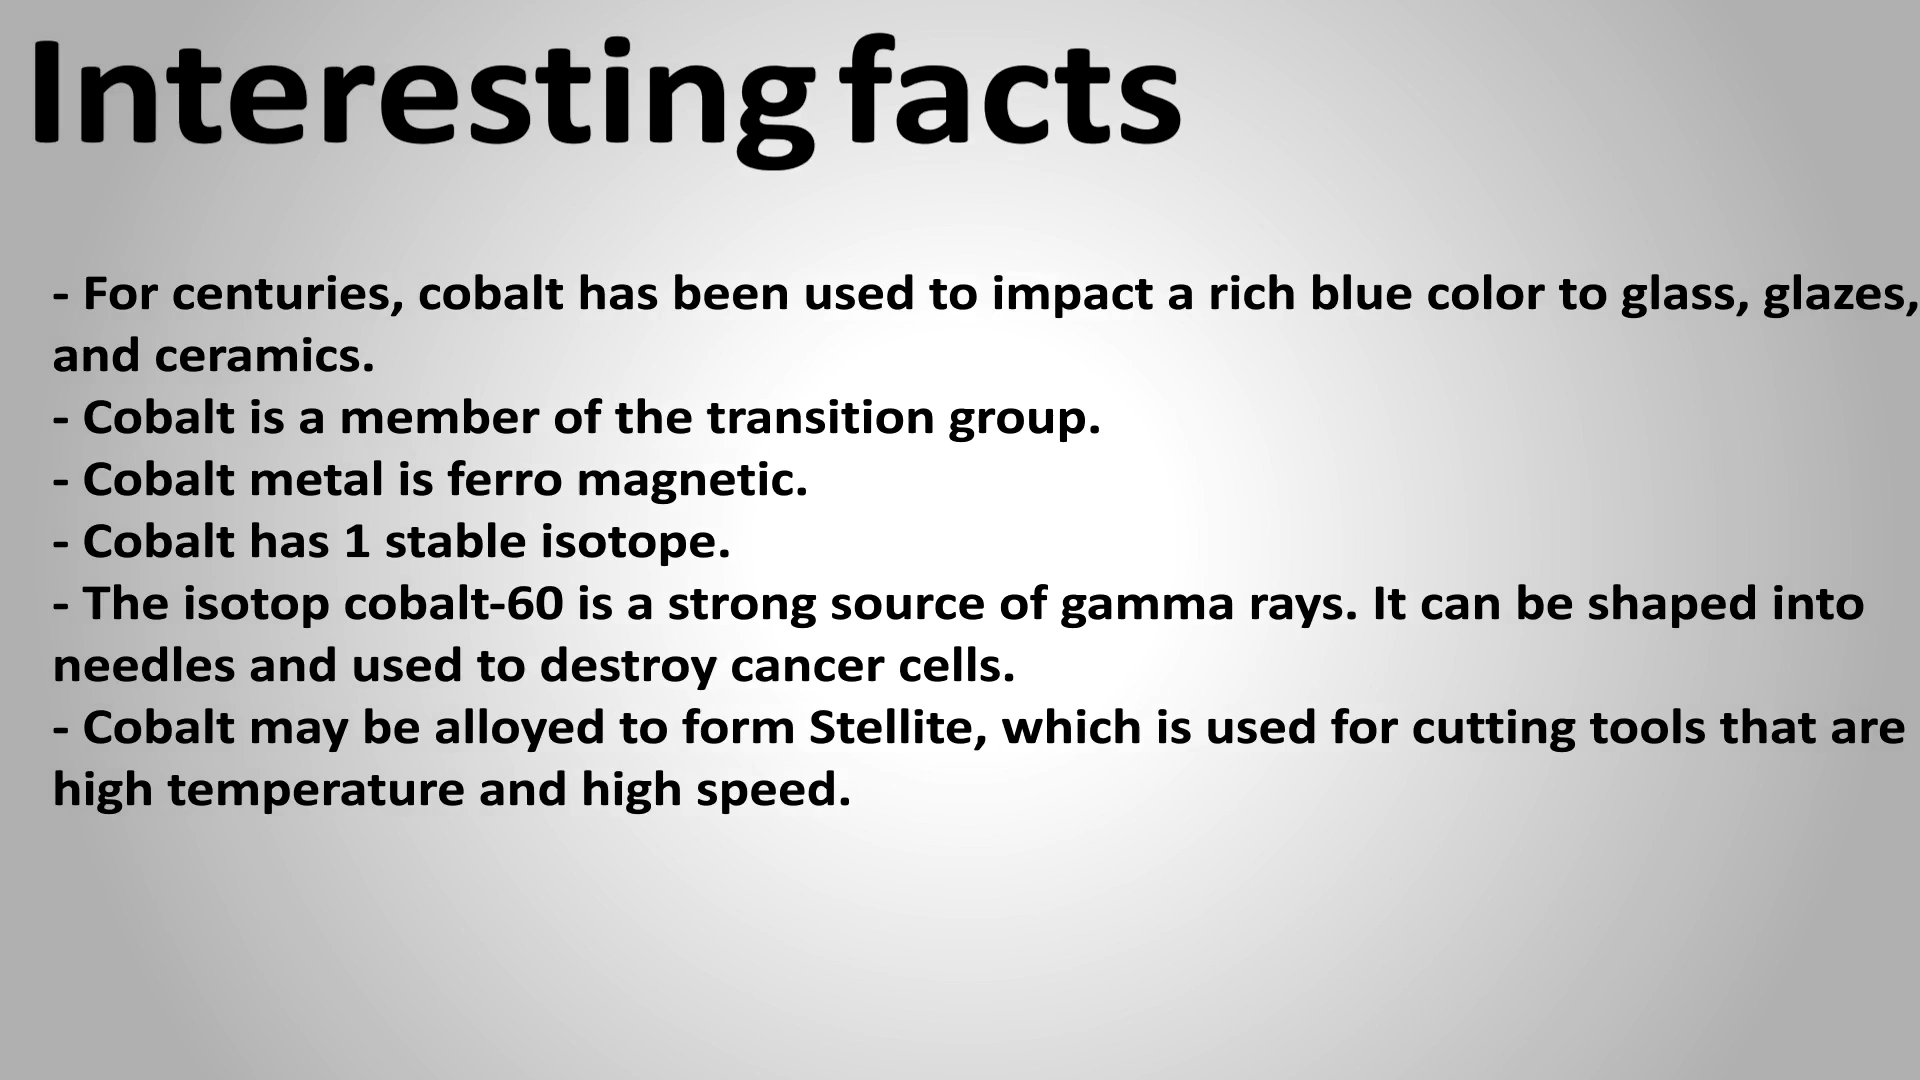 Interesting facts
- For centuries, cobalt has been used to impact a rich blue color to glass, glazes,
and ceramics.
- Cobalt is a member of the transition group.
- Cobalt metal is ferro magnetic.
- Cobalt has 1 stable isotope.
- The isotop cobalt-60 is a strong source of gamma rays. It can be shaped into
needles and used to destroy cancer cells.
- Cobalt may be alloyed to form Stellite, which is used for cutting tools that are
high temperature and high speed.